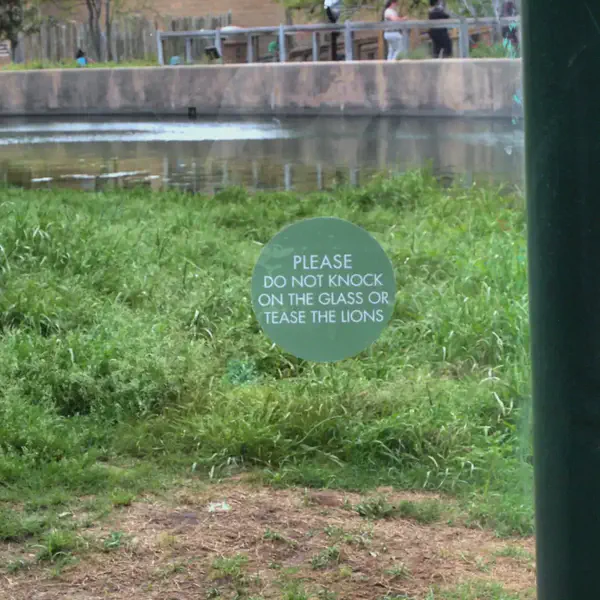 PLEASE
DO NOT KNOCK
ON THE GLASS OR
TEASE THE LIONS